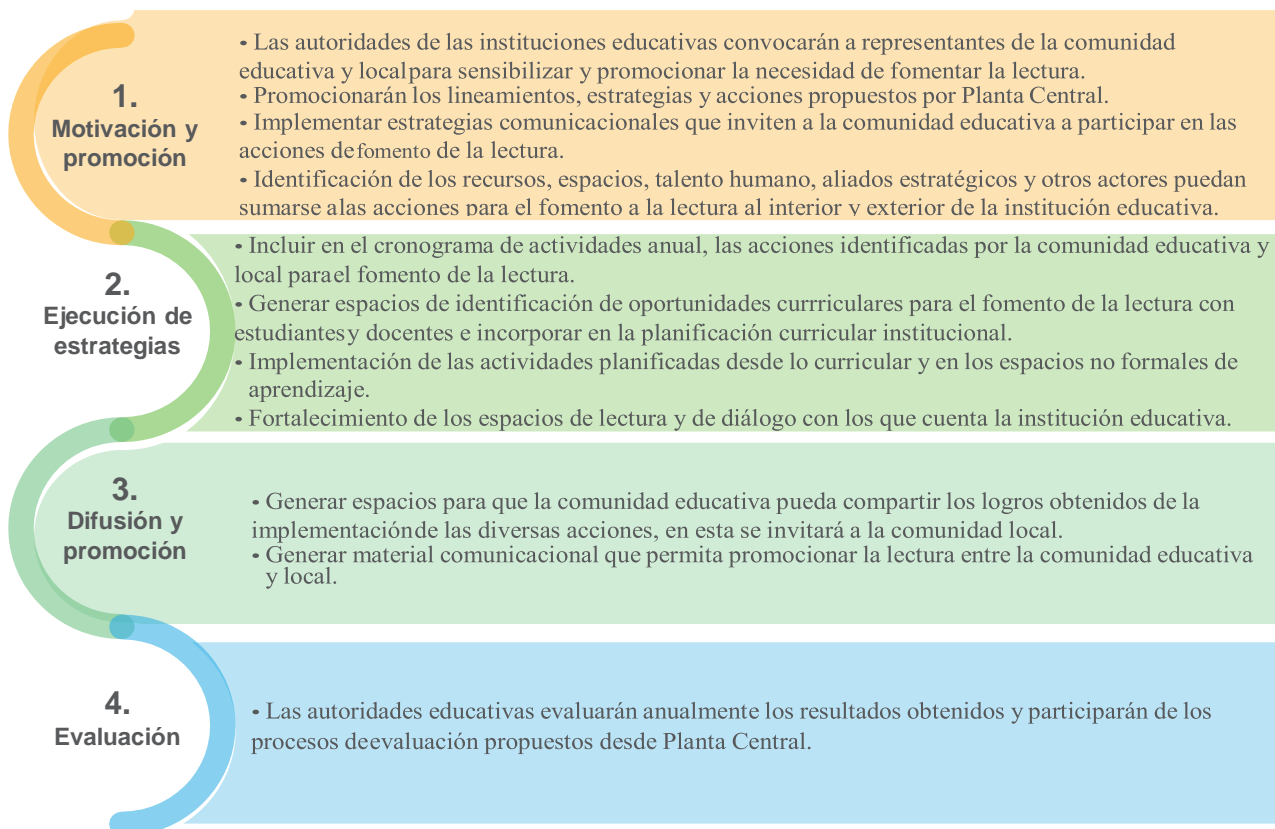 1.
Motivación y
promoción
• Las autoridades de las instituciones educativas convocarán a representantes de la comunidad
educativa y localpara sensibilizar y promocionar la necesidad de fomentar la lectura.
• Promocionarán los lineamientos, estrategias y acciones propuestos por Planta Central.
• Implementar estrategias comunicacionales que inviten a la comunidad educativa a participar en las
acciones defomento de la lectura.
• Identificación de los recursos, espacios, talento humano, aliados estratégicos y otros actores puedan
sumarse alas acciones para el fomento a la lectura al interior y exterior de la institución educativa.
2.
Ejecución de
estrategias
• Incluir en el cronograma de actividades anual, las acciones identificadas por la comunidad educativa y
local parael fomento de la lectura.
• Generar espacios de identificación de oportunidades currriculares para el fomento de la lectura con
estudiantesy docentes e incorporar en la planificación curricular institucional.
• Implementación de las actividades planificadas desde lo curricular y en los espacios no formales de
aprendizaje.
• Fortalecimiento de los espacios de lectura y de diálogo con los que cuenta la institución educativa.
3.
Difusión y
promoción
• Generar espacios para que la comunidad educativa pueda compartir los logros obtenidos de la
implementaciónde las diversas acciones, en esta se invitará a la comunidad local.
• Generar material comunicacional que permita promocionar la lectura entre la comunidad educativa
y local.
4.
Evaluación
• Las autoridades educativas evaluarán anualmente los resultados obtenidos y participarán de los
procesos deevaluación propuestos desde Planta Central.